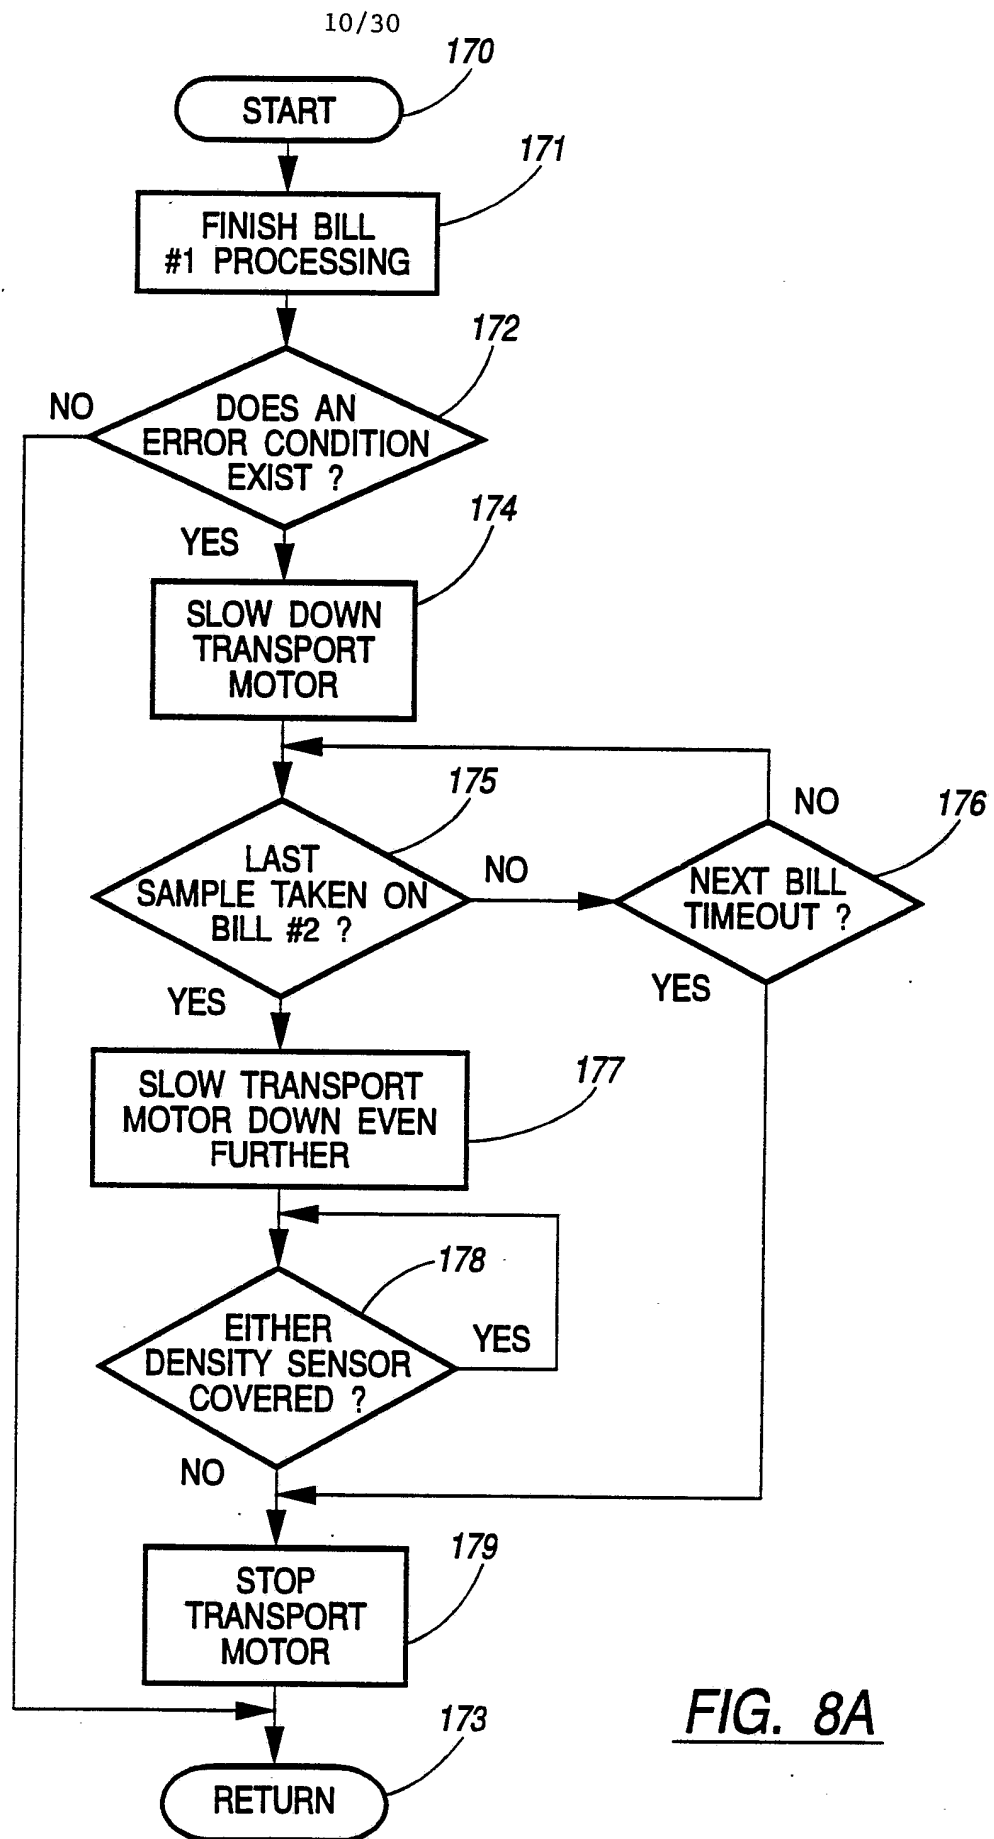 10/30
170
START
171
FINISH BILL
#1 PROCESSING
172
NO
DOES AN
ERROR CONDITION
EXIST ?
174
YES
SLOW DOWN
TRANSPORT
MOTOR
175
NO
176
LAST
SAMPLE TAKEN ON
BILL #2 ?
NO
NEXT BILL
TIMEOUT ?
YES
YES
177
SLOW TRANSPORT
MOTOR DOWN EVEN
FURTHER
178
EITHER
DENSITY SENSOR
COVERED ?
YES
NO
179
STOP
TRANSPORT
MOTOR
173
RETURN
FIG. 8A